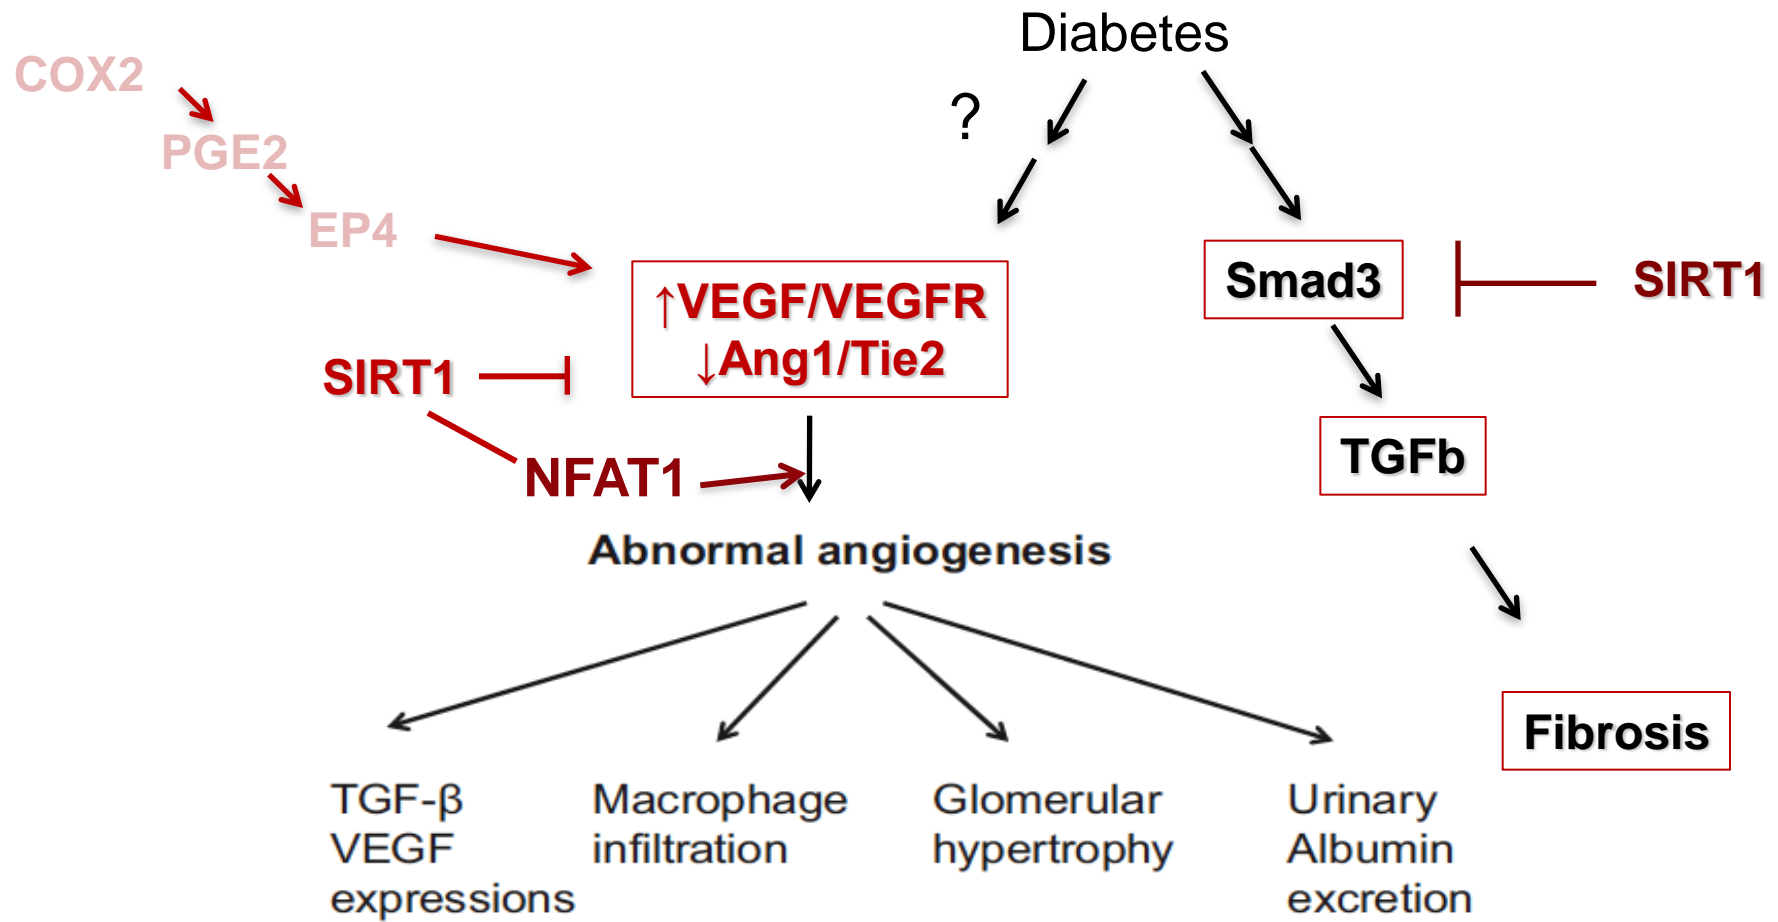 Diabetes
COX2
?
PGE2
EP4
↑VEGF/VEGFR
↓Ang1/Tie2
Smad3
SIRT1
SIRT1
NFAT1
TGFb
Abnormal angiogenesis
Fibrosis
TGF-β
VEGF
expressions
Macrophage
infiltration
Glomerular
hypertrophy
Urinary
Albumin
excretion